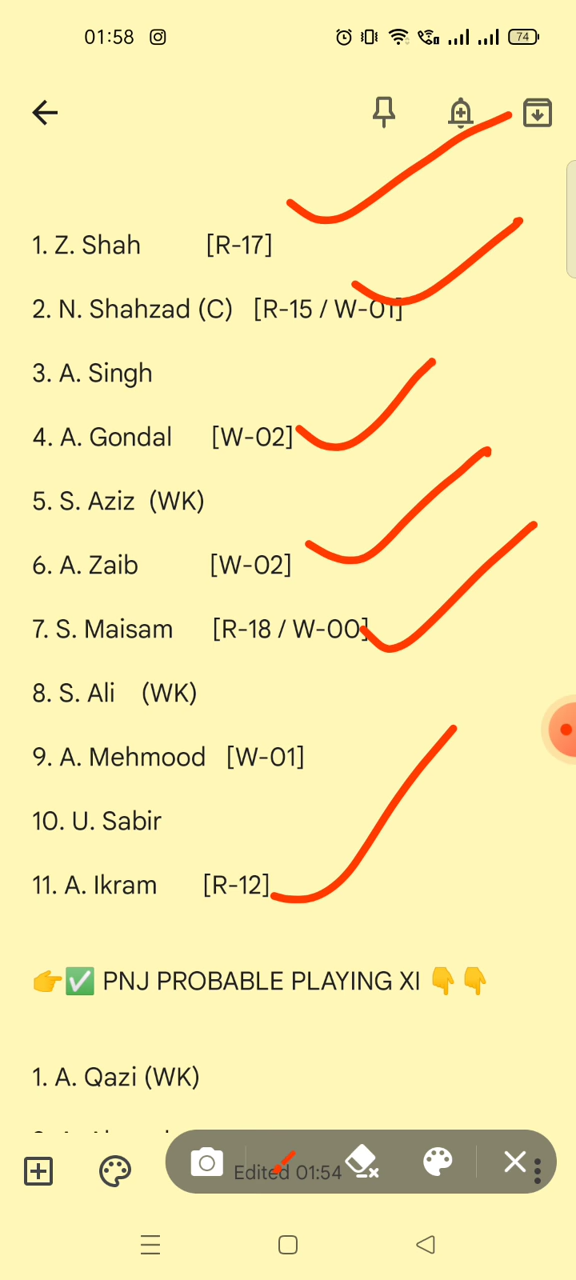 01:58
74
1. Z. Shah [R-17]
2. N. Shahzad (C) [R-15 / W-01]
3. A. Singh
4. A. Gondal [W-02]
5. S. Aziz (WK)
6. A. Zaib [W-02]
7. S. Maisam [R-18 / W-00]
8. S. Ali (WK)
9. A. Mehmood [W-01]
10. U. Sabir
11. A. Ikram [R-12]
👉✅ PNJ PROBABLE PLAYING XI 👇👇
1. A. Qazi (WK)
Edited 01:54